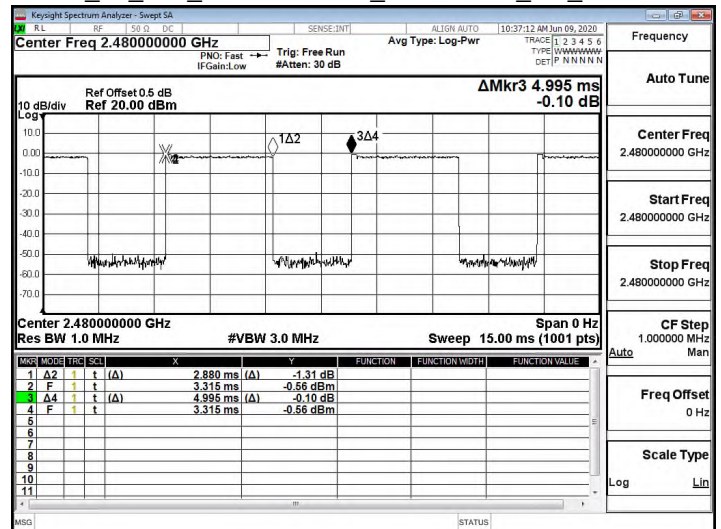 Keysight Spectrum Analyzer - Swept SA
RL RF 50 Ω DC SENSE:INT ALIGN AUTO 10:37:12 AM Jun 09, 2020
Center Freq 2.480000000 GHz
PNO: Fast
IFGain:Low
Trig: Free Run
#Atten: 30 dB
Avg Type: Log-Pwr
TRACE 1 2 3 4 5 6
TYPE WWWWWW
DET P N N N N N
Ref Offset 0.5 dB
Ref 20.00 dBm
ΔMkr3 4.995 ms
-0.10 dB
10 dB/div
Log
10.0
0.00
-10.0
-20.0
-30.0
-40.0
-50.0
-60.0
-70.0
1Δ2
3Δ4
Center 2.480000000 GHz Span 0 Hz
Res BW 1.0 MHz #VBW 3.0 MHz Sweep 15.00 ms (1001 pts)
MKR MODE TRC SCL X Y FUNCTION FUNCTION WIDTH FUNCTION VALUE
1 Δ2 1 t (Δ) 2.880 ms (Δ) -1.31 dB
2 F 1 t 3.315 ms -0.56 dBm
3 Δ4 1 t (Δ) 4.995 ms (Δ) -0.10 dB
4 F 1 t 3.315 ms -0.56 dBm
5
6
7
8
9
10
11
MSG STATUS
Frequency
Auto Tune
Center Freq
2.480000000 GHz
Start Freq
2.480000000 GHz
Stop Freq
2.480000000 GHz
CF Step
1.000000 MHz
Auto Man
Freq Offset
0 Hz
Scale Type
Log Lin